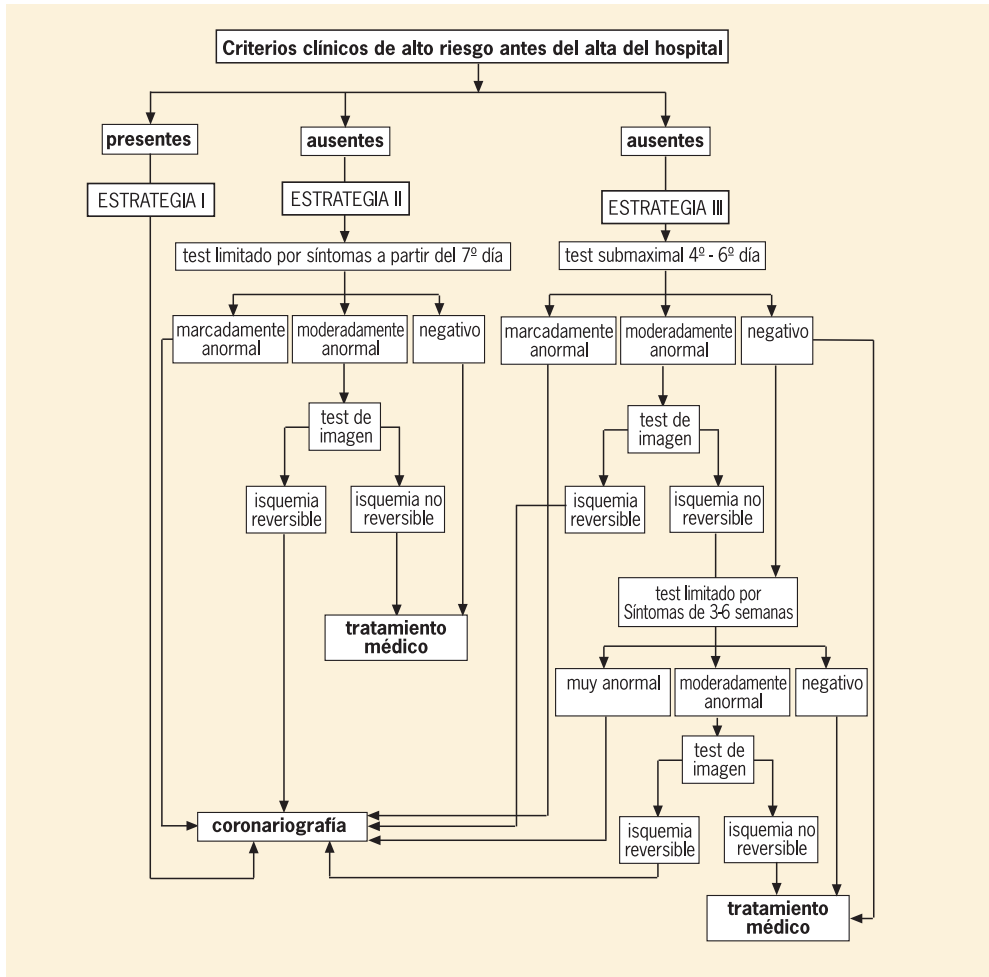 Criterios clínicos de alto riesgo antes del alta del hospital
presentes
ausentes
ausentes
ESTRATEGIA I
ESTRATEGIA II
ESTRATEGIA III
test limitado por síntomas a partir del 7º día
test submaximal 4º - 6º día
marcadamente
anormal
moderadamente
anormal
negativo
marcadamente
anormal
moderadamente
anormal
negativo
test de
imagen
test de
imagen
isquemia
reversible
isquemia no
reversible
isquemia
reversible
isquemia no
reversible
test limitado por
Síntomas de 3-6 semanas
tratamiento
médico
muy anormal
moderadamente
anormal
negativo
test de
imagen
coronariografía
isquemia
reversible
isquemia no
reversible
tratamiento
médico